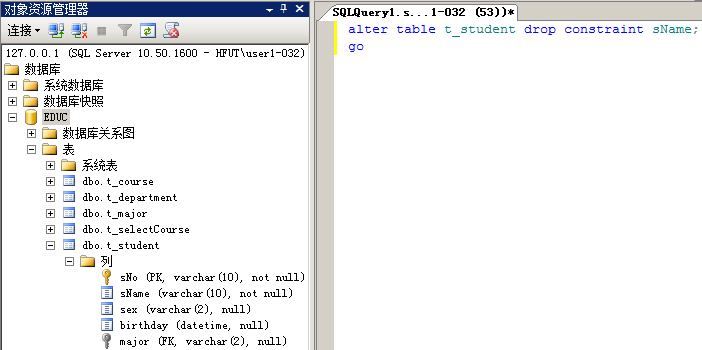 对象资源管理器
连接
127.0.0.1 (SQL Server 10.50.1600 - HFUT\user1-032)
数据库
系统数据库
数据库快照
EDUC
数据库关系图
表
系统表
dbo.t_course
dbo.t_department
dbo.t_major
dbo.t_selectCourse
dbo.t_student
列
sNo (PK, varchar(10), not null)
sName (varchar(10), not null)
sex (varchar(2), null)
birthday (datetime, null)
major (FK, varchar(2), null)
SQLQuery1.s...1-032 (53))*
alter table t_student drop constraint sName;
go